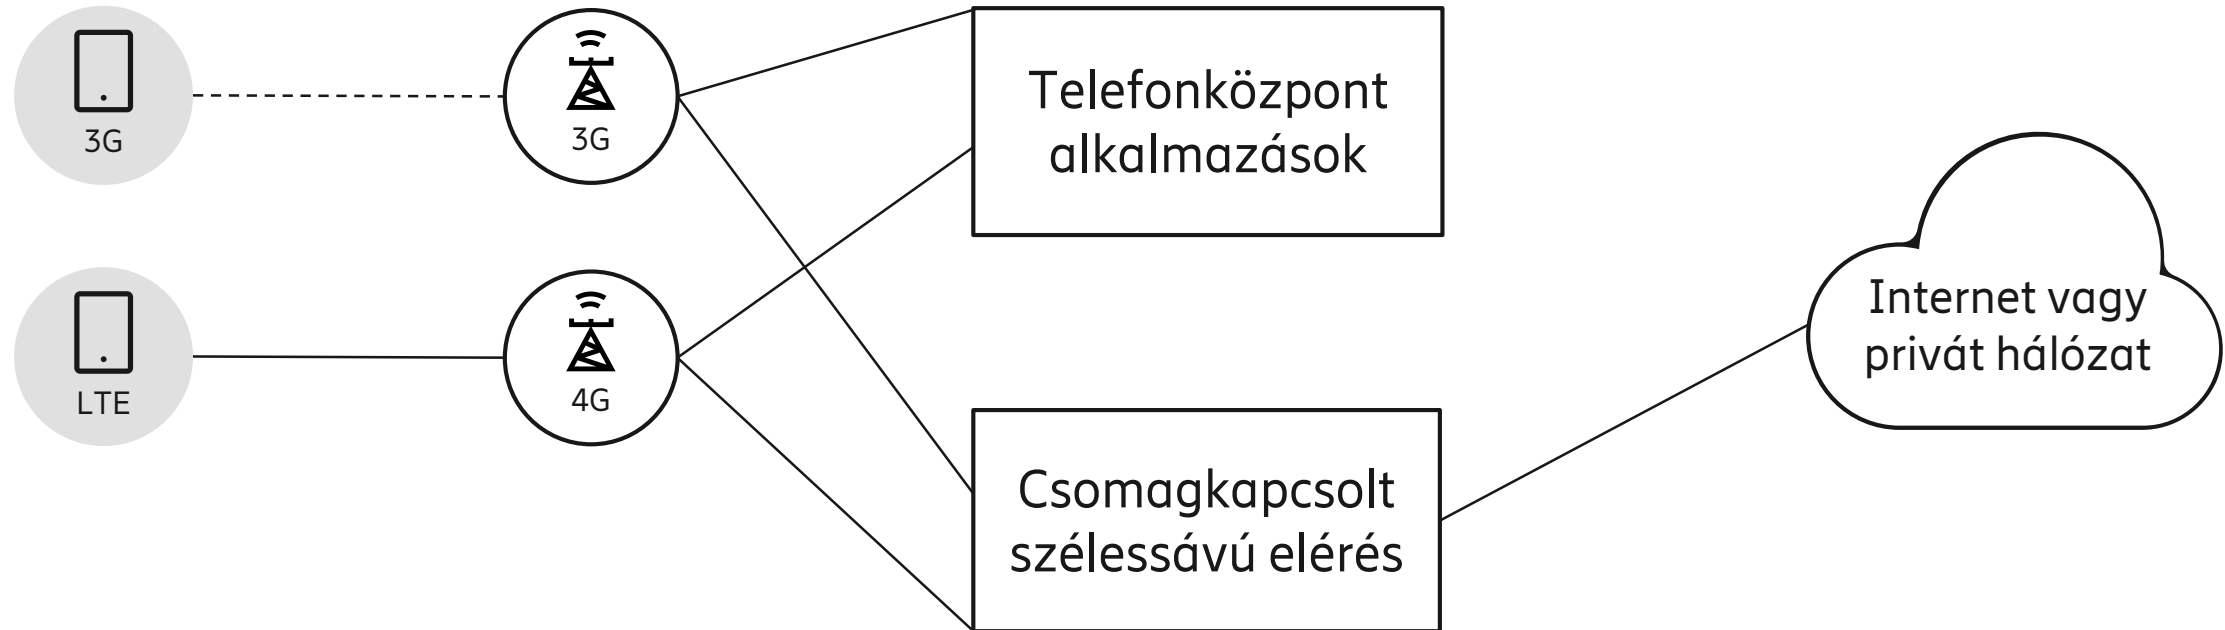 3G
3G
Telefonközpont
alkalmazások
LTE
4G
Internet vagy
privát hálózat
Csomagkapcsolt
szélessávú elérés